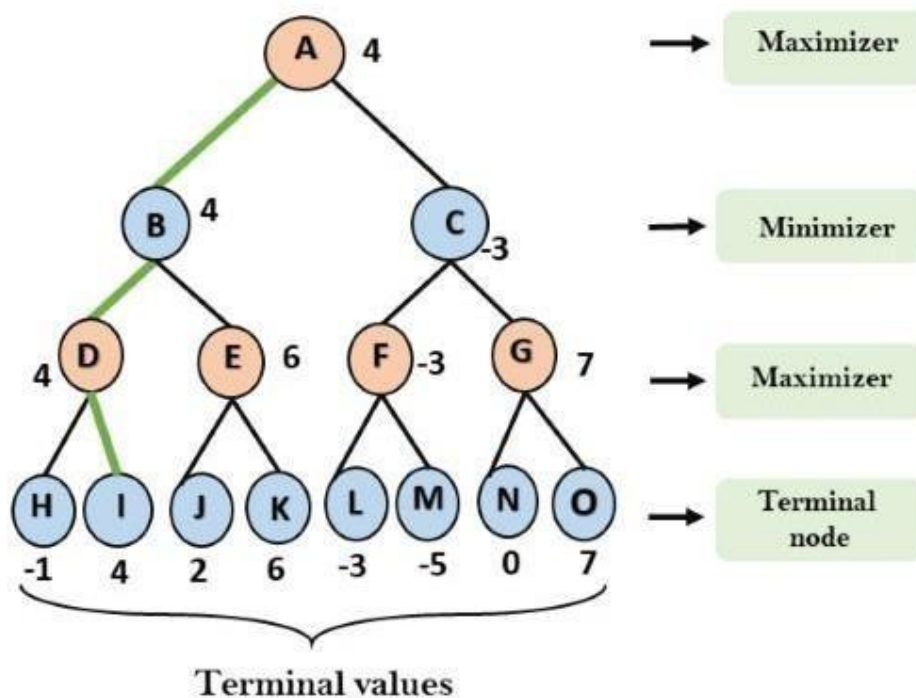 A 4
Maximizer
B 4
C -3
Minimizer
D 4
E 6
F -3
G 7
Maximizer
H I J K L M N O
Terminal
node
-1 4 2 6 -3 -5 0 7
Terminal values